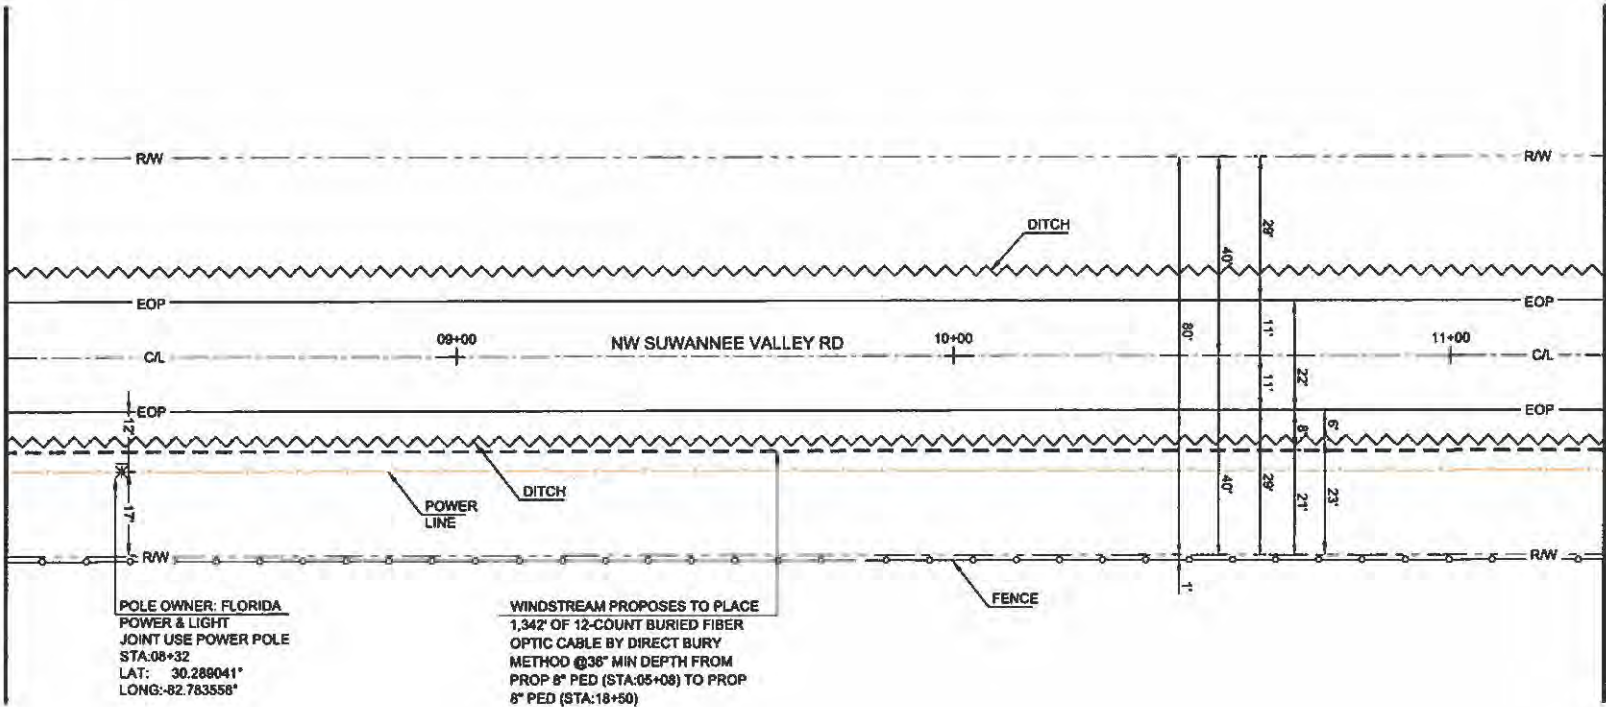 R/W
R/W
DITCH
29'
40'
EOP
EOP
80'
11'
09+00
NW SUWANNEE VALLEY RD
10+00
11+00
C/L
C/L
11'
22'
EOP
EOP
12'
8'
6'
DITCH
POWER
LINE
40'
29'
21'
23'
17'
R/W
R/W
1'
FENCE
POLE OWNER: FLORIDA
POWER & LIGHT
JOINT USE POWER POLE
STA:08+32
LAT: 30.289041°
LONG:-82.783558°
WINDSTREAM PROPOSES TO PLACE
1,342' OF 12-COUNT BURIED FIBER
OPTIC CABLE BY DIRECT BURY
METHOD @36" MIN DEPTH FROM
PROP 8" PED (STA:05+08) TO PROP
8" PED (STA:18+50)